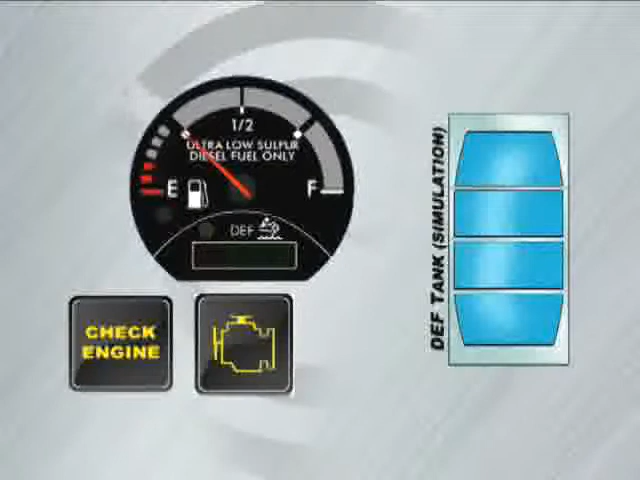 1/2
ULTRA LOW SULFUR
DIESEL FUEL ONLY
E
F
DEF
CHECK
ENGINE
DEF TANK (SIMULATION)